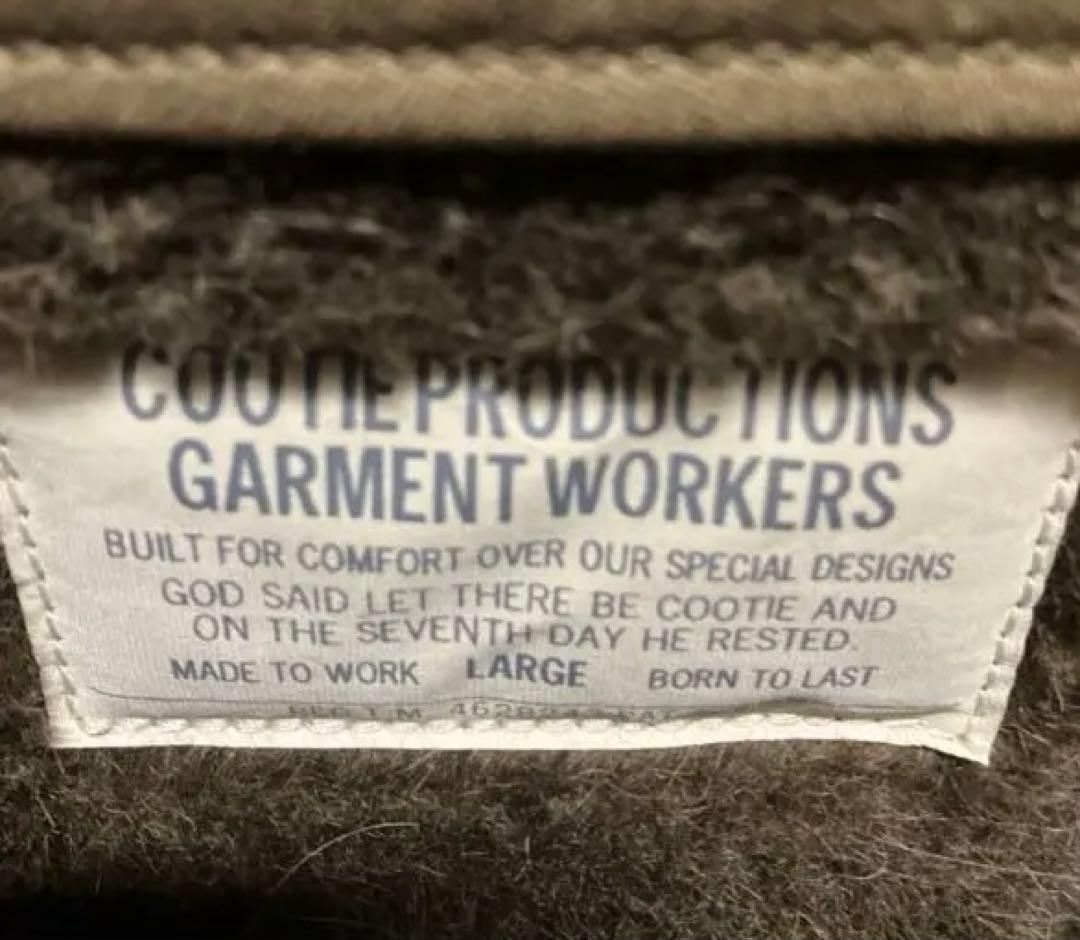 COOTIE PRODUCTIONS
GARMENT WORKERS
BUILT FOR COMFORT OVER OUR SPECIAL DESIGNS
GOD SAID LET THERE BE COOTIE AND
ON THE SEVENTH DAY HE RESTED.
MADE TO WORK LARGE BORN TO LAST